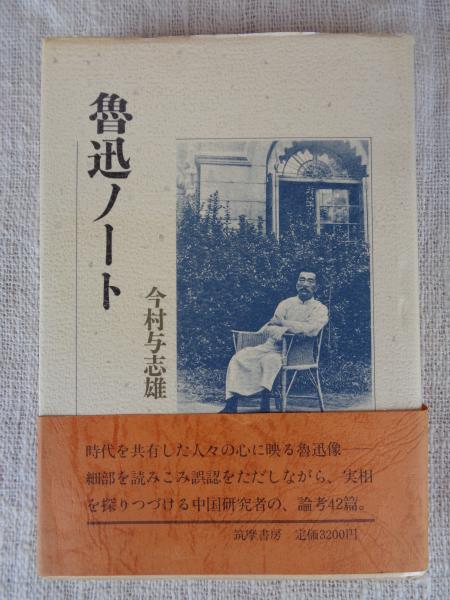 魯迅ノート
今村与志雄
時代を共有した人々の心に映る魯迅像──
細部を読みこみ誤認をただしながら、実相
を探りつづける中国研究者の、論考42篇。
筑摩書房 定価3200円